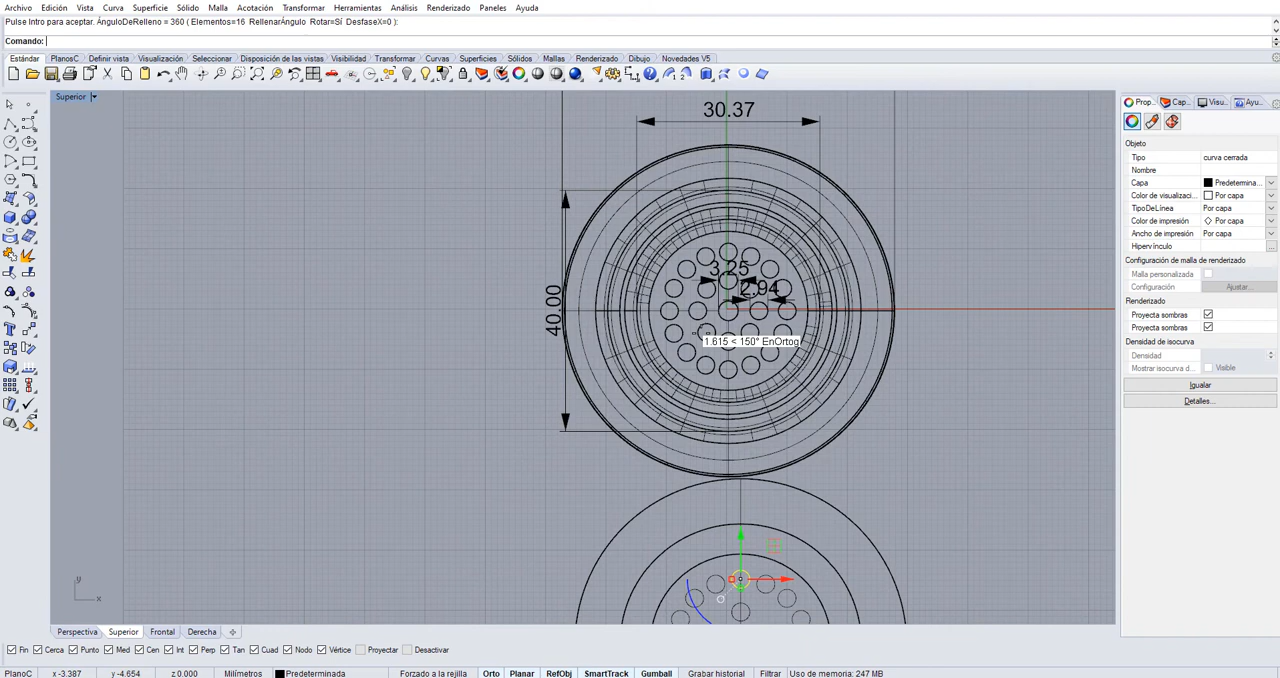 Archivo Edición Vista Curva Superficie Sólido Malla Acotación Transformar Herramientas Análisis Renderizado Paneles Ayuda
Pulse Intro para aceptar. ÁnguloDeRelleno = 360 ( Elementos=16 RellenarÁngulo Rotar=Sí DesfaseX=0 ):
Comando:
Estándar PlanosC Definir vista Visualización Seleccionar Disposición de las vistas Visibilidad Transformar Curvas Superficies Sólidos Mallas Renderizado Dibujo Novedades V5
Superior
Prop... Cap... Visu... Ayu...
30.37
Objeto
Tipo curva cerrada
Nombre
Capa Predetermina...
Color de visualizaci... Por capa
TipoDeLínea Por capa
Color de impresión Por capa
Ancho de impresión Por capa
Hipervínculo ...
Configuración de malla de renderizado
Malla personalizada
Configuración Ajustar...
Renderizado
Proyecta sombras
Proyecta sombras
Densidad de isocurva
Densidad
Mostrar isocurva d... Visible
Igualar
Detalles...
3.25
2.94
40.00
1.615 < 150° EnOrtog
y
x
Perspectiva Superior Frontal Derecha
Fin Cerca Punto Med Cen Int Perp Tan Cuad Nodo Vértice Proyectar Desactivar
PlanoC x -3.387 y -4.654 z 0.000 Milímetros Predeterminada Forzado a la rejilla Orto Planar RefObj SmartTrack Gumball Grabar historial Filtrar Uso de memoria: 247 MB